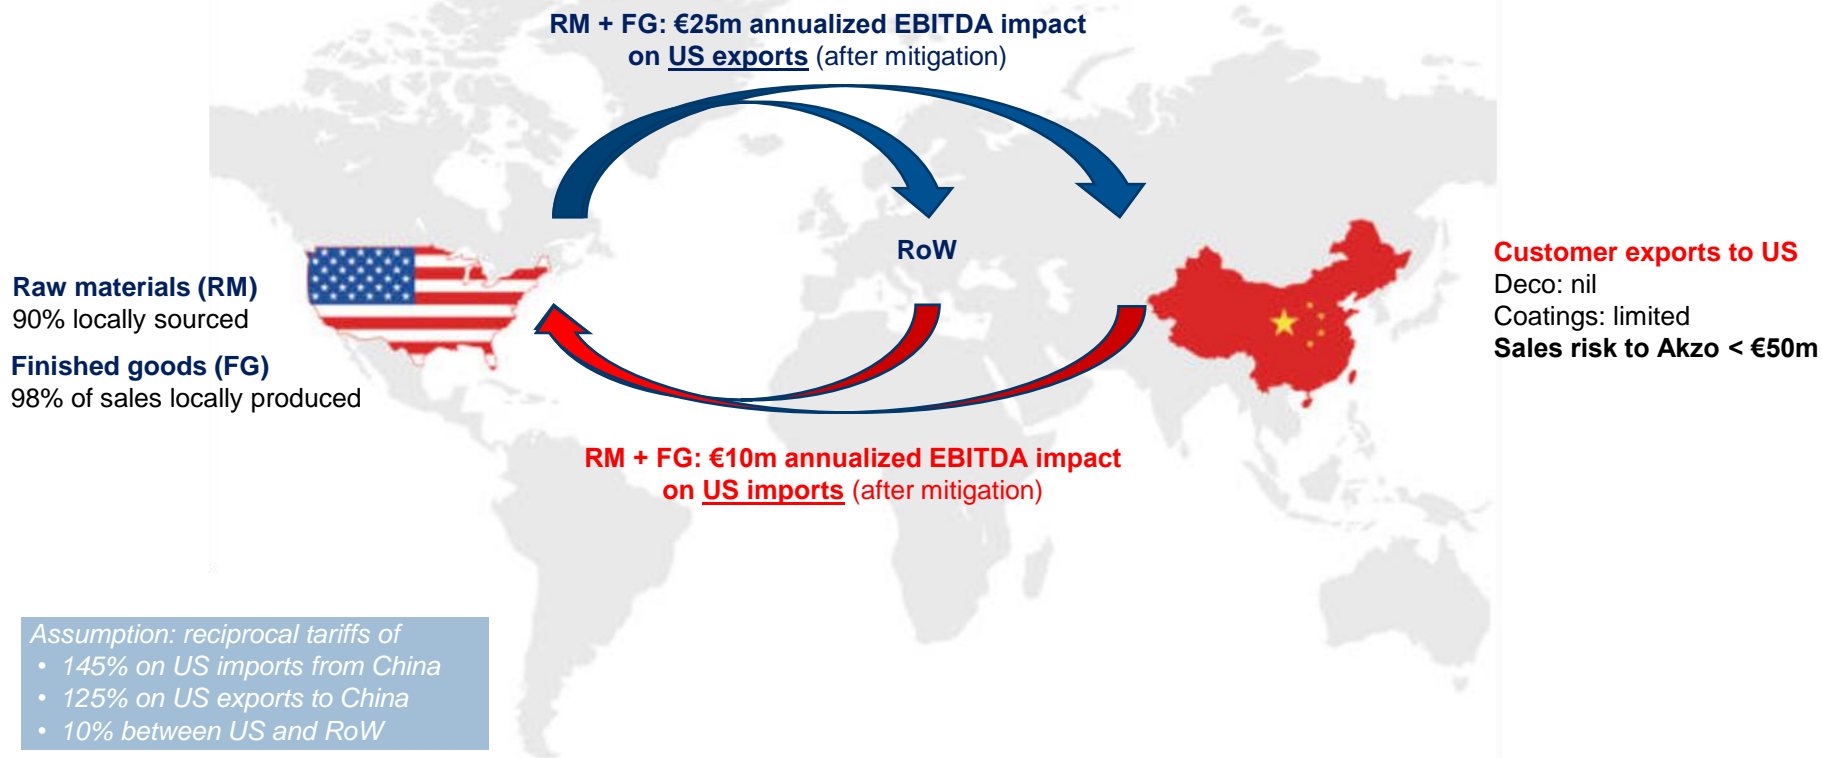 RM + FG: €25m annualized EBITDA impact
on US exports (after mitigation)
RoW
Raw materials (RM)
90% locally sourced
Finished goods (FG)
98% of sales locally produced
Customer exports to US
Deco: nil
Coatings: limited
Sales risk to Akzo < €50m
RM + FG: €10m annualized EBITDA impact
on US imports (after mitigation)
Assumption: reciprocal tariffs of
• 145% on US imports from China
• 125% on US exports to China
• 10% between US and RoW